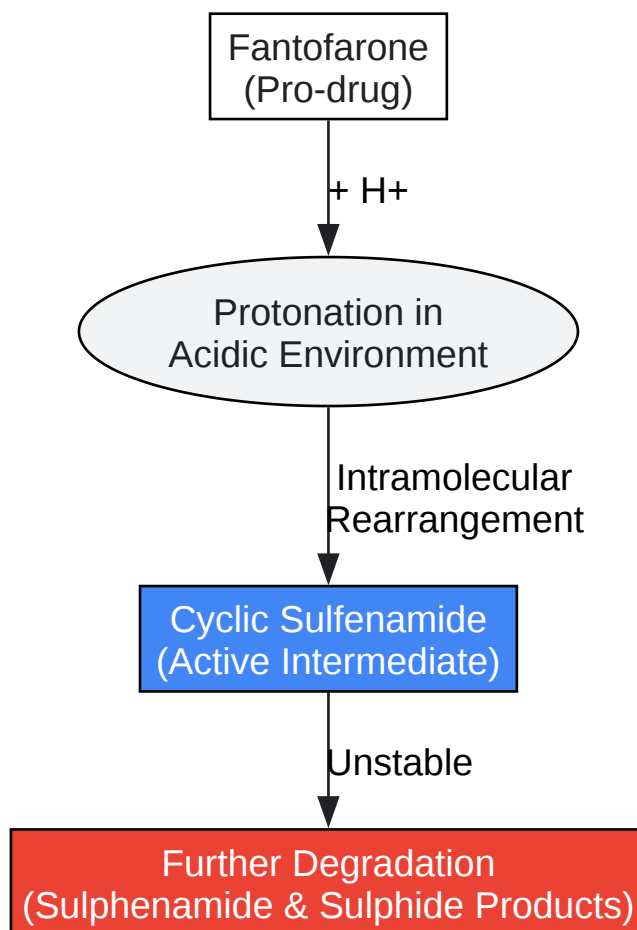 Fantofarone
(Pro-drug)
+ H+
Protonation in
Acidic Environment
Intramolecular
Rearrangement
Cyclic Sulfenamide
(Active Intermediate)
Unstable
Further Degradation
(Sulphenamide & Sulphide Products)